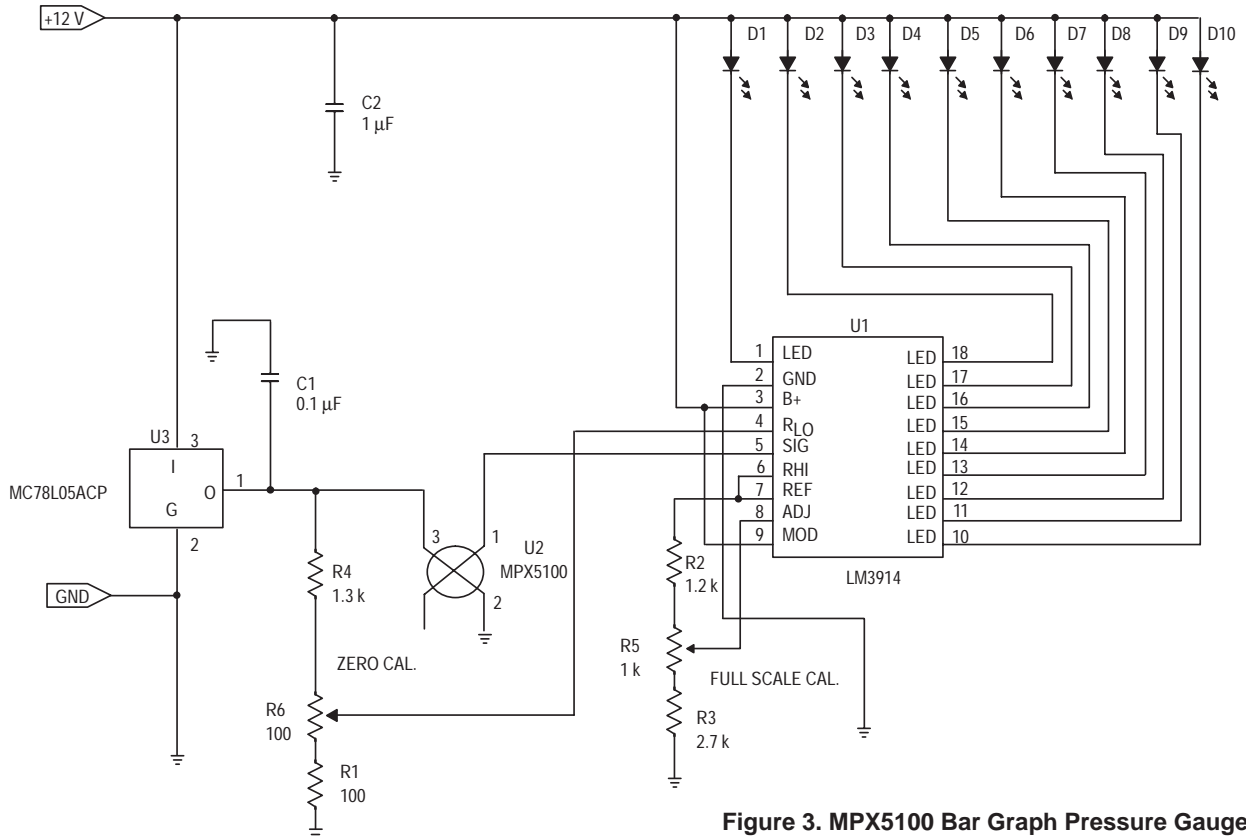 +12 V
D1 D2 D3 D4 D5 D6 D7 D8 D9 D10
C2
1 µF
U1
1 LED
2 GND
3 B+
4 RLO
5 SIG
6 RHI
7 REF
8 ADJ
9 MOD
LED 18
LED 17
LED 16
LED 15
LED 14
LED 13
LED 12
LED 11
LED 10
LM3914
C1
0.1 µF
U3 3
I
O 1
G
2
MC78L05ACP
GND
3 1
U2
MPX5100
2
R4
1.3 k
ZERO CAL.
R6
100
R1
100
R2
1.2 k
R5
1 k
FULL SCALE CAL.
R3
2.7 k
Figure 3. MPX5100 Bar Graph Pressure Gauge